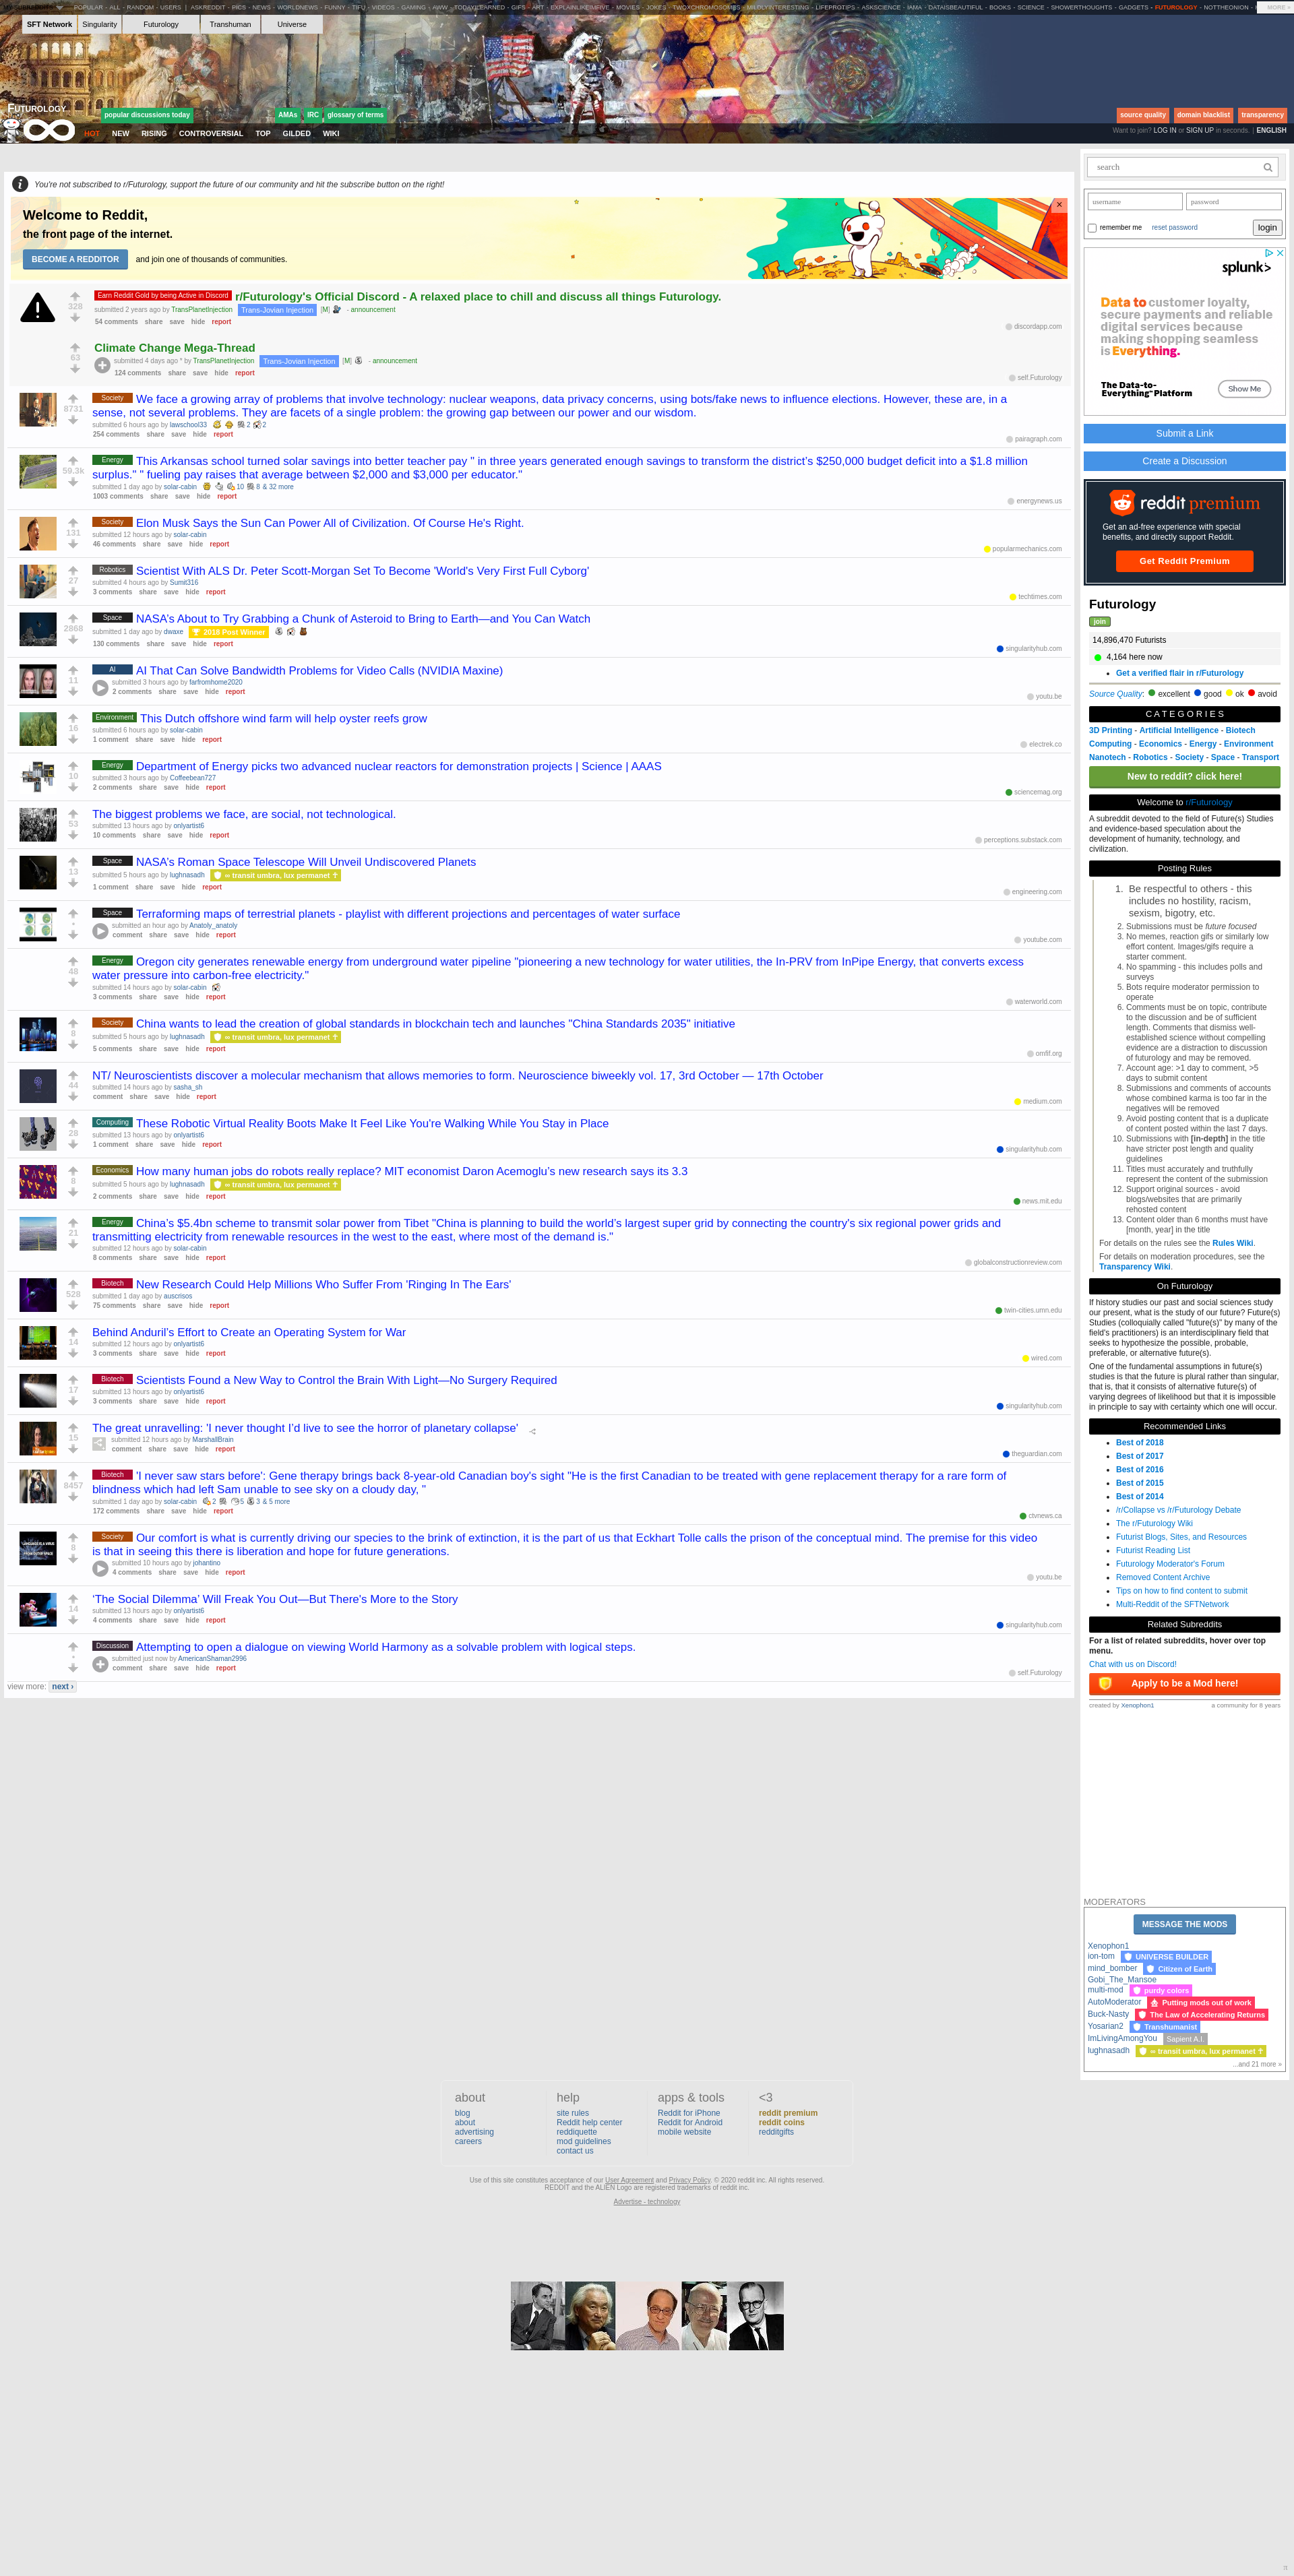 POPULAR - ALL - RANDOM - USERS | ASKREDDIT - PICS - NEWS - WORLDNEWS - FUNNY - TIFU - VIDEOS - GAMING - AWW - TODAYILEARNED - GIFS - ART - EXPLAINLIKEIMFIVE - MOVIES - JOKES - TWOXCHROMOSOMES - MILDLYINTERESTING - LIFEPROTIPS - ASKSCIENCE - IAMA - DATAISBEAUTIFUL - BOOKS - SCIENCE - SHOWERTHOUGHTS - GADGETS - FUTUROLOGY - NOTTHEONION
MORE »
SFT Network Singularity Futurology Transhuman Universe
FUTUROLOGY
popular discussions today AMAs IRC glossary of terms
source quality domain blacklist transparency
HOT NEW RISING CONTROVERSIAL TOP GILDED WIKI
Want to join? LOG IN or SIGN UP in seconds. | ENGLISH
You're not subscribed to r/Futurology, support the future of our community and hit the subscribe button on the right!
Welcome to Reddit,
the front page of the internet.
BECOME A REDDITOR and join one of thousands of communities.
328
Earn Reddit Gold by being Active in Discord r/Futurology's Official Discord - A relaxed place to chill and discuss all things Futurology.
submitted 2 years ago by TransPlanetInjection Trans-Jovian Injection [M] - announcement
54 comments share save hide report
discordapp.com
63
Climate Change Mega-Thread
submitted 4 days ago * by TransPlanetInjection Trans-Jovian Injection [M] - announcement
124 comments share save hide report
self.Futurology
8731
Society We face a growing array of problems that involve technology: nuclear weapons, data privacy concerns, using bots/fake news to influence elections. However, these are, in a
sense, not several problems. They are facets of a single problem: the growing gap between our power and our wisdom.
submitted 6 hours ago by lawschool33 2 2
254 comments share save hide report
pairagraph.com
59.3k
Energy This Arkansas school turned solar savings into better teacher pay " in three years generated enough savings to transform the district's $250,000 budget deficit into a $1.8 million
surplus." " fueling pay raises that average between $2,000 and $3,000 per educator."
submitted 1 day ago by solar-cabin 10 8 & 32 more
1003 comments share save hide report
energynews.us
131
Society Elon Musk Says the Sun Can Power All of Civilization. Of Course He's Right.
submitted 12 hours ago by solar-cabin
46 comments share save hide report
popularmechanics.com
27
Robotics Scientist With ALS Dr. Peter Scott-Morgan Set To Become 'World's Very First Full Cyborg'
submitted 4 hours ago by Sumit316
3 comments share save hide report
techtimes.com
2868
Space NASA's About to Try Grabbing a Chunk of Asteroid to Bring to Earth—and You Can Watch
submitted 1 day ago by dwaxe 2018 Post Winner
130 comments share save hide report
singularityhub.com
11
AI AI That Can Solve Bandwidth Problems for Video Calls (NVIDIA Maxine)
submitted 3 hours ago by farfromhome2020
2 comments share save hide report
youtu.be
16
Environment This Dutch offshore wind farm will help oyster reefs grow
submitted 6 hours ago by solar-cabin
1 comment share save hide report
electrek.co
10
Energy Department of Energy picks two advanced nuclear reactors for demonstration projects | Science | AAAS
submitted 3 hours ago by Coffeebean727
2 comments share save hide report
sciencemag.org
53
The biggest problems we face, are social, not technological.
submitted 13 hours ago by onlyartist6
10 comments share save hide report
perceptions.substack.com
13
Space NASA's Roman Space Telescope Will Unveil Undiscovered Planets
submitted 5 hours ago by lughnasadh ∞ transit umbra, lux permanet ☥
1 comment share save hide report
engineering.com
•
Space Terraforming maps of terrestrial planets - playlist with different projections and percentages of water surface
submitted an hour ago by Anatoly_anatoly
comment share save hide report
youtube.com
48
Energy Oregon city generates renewable energy from underground water pipeline "pioneering a new technology for water utilities, the In-PRV from InPipe Energy, that converts excess
water pressure into carbon-free electricity."
submitted 14 hours ago by solar-cabin
3 comments share save hide report
waterworld.com
8
Society China wants to lead the creation of global standards in blockchain tech and launches "China Standards 2035" initiative
submitted 5 hours ago by lughnasadh ∞ transit umbra, lux permanet ☥
5 comments share save hide report
omfif.org
44
NT/ Neuroscientists discover a molecular mechanism that allows memories to form. Neuroscience biweekly vol. 17, 3rd October — 17th October
submitted 14 hours ago by sasha_sh
comment share save hide report
medium.com
28
Computing These Robotic Virtual Reality Boots Make It Feel Like You're Walking While You Stay in Place
submitted 13 hours ago by onlyartist6
1 comment share save hide report
singularityhub.com
8
Economics How many human jobs do robots really replace? MIT economist Daron Acemoglu's new research says its 3.3
submitted 5 hours ago by lughnasadh ∞ transit umbra, lux permanet ☥
2 comments share save hide report
news.mit.edu
21
Energy China's $5.4bn scheme to transmit solar power from Tibet "China is planning to build the world's largest super grid by connecting the country's six regional power grids and
transmitting electricity from renewable resources in the west to the east, where most of the demand is."
submitted 12 hours ago by solar-cabin
8 comments share save hide report
globalconstructionreview.com
528
Biotech New Research Could Help Millions Who Suffer From 'Ringing In The Ears'
submitted 1 day ago by auscrisos
75 comments share save hide report
twin-cities.umn.edu
14
Behind Anduril's Effort to Create an Operating System for War
submitted 12 hours ago by onlyartist6
3 comments share save hide report
wired.com
17
Biotech Scientists Found a New Way to Control the Brain With Light—No Surgery Required
submitted 13 hours ago by onlyartist6
3 comments share save hide report
singularityhub.com
15
The great unravelling: 'I never thought I'd live to see the horror of planetary collapse'
submitted 12 hours ago by MarshallBrain
comment share save hide report
theguardian.com
8457
Biotech 'I never saw stars before': Gene therapy brings back 8-year-old Canadian boy's sight "He is the first Canadian to be treated with gene replacement therapy for a rare form of
blindness which had left Sam unable to see sky on a cloudy day, "
submitted 1 day ago by solar-cabin 2 5 3 & 5 more
172 comments share save hide report
ctvnews.ca
8
Society Our comfort is what is currently driving our species to the brink of extinction, it is the part of us that Eckhart Tolle calls the prison of the conceptual mind. The premise for this video
is that in seeing this there is liberation and hope for future generations.
submitted 10 hours ago by johantino
4 comments share save hide report
youtu.be
14
'The Social Dilemma' Will Freak You Out—But There's More to the Story
submitted 13 hours ago by onlyartist6
4 comments share save hide report
singularityhub.com
•
Discussion Attempting to open a dialogue on viewing World Harmony as a solvable problem with logical steps.
submitted just now by AmericanShaman2996
comment share save hide report
self.Futurology
view more: next ›
search
username password
remember me reset password login
splunk>
Data to customer loyalty,
secure payments and reliable
digital services because
making shopping seamless
is Everything.
The Data-to-
Everything™ Platform Show Me
Submit a Link
Create a Discussion
reddit premium
Get an ad-free experience with special
benefits, and directly support Reddit.
Get Reddit Premium
Futurology
join
14,896,470 Futurists
4,164 here now
Get a verified flair in r/Futurology
Source Quality: excellent good ok avoid
CATEGORIES
3D Printing - Artificial Intelligence - Biotech
Computing - Economics - Energy - Environment
Nanotech - Robotics - Society - Space - Transport
New to reddit? click here!
Welcome to r/Futurology
A subreddit devoted to the field of Future(s) Studies
and evidence-based speculation about the
development of humanity, technology, and
civilization.
Posting Rules
1. Be respectful to others - this
hostility, racism,
sexism, bigotry, etc.
2. Submissions must be future focused
3. No memes, reaction gifs or similarly low
effort content. Images/gifs require a
starter comment.
4. No spamming - this includes polls and
surveys
5. Bots require moderator permission to
operate
6. Comments must be on topic, contribute
to the discussion and be of sufficient
length. Comments that dismiss well-
established science without compelling
evidence are a distraction to discussion
of futurology and may be removed.
7. Account age: >1 day to comment, >5
days to submit content
8. Submissions and comments of accounts
whose combined karma is too far in the
negatives will be removed
9. Avoid posting content that is a duplicate
of content posted within the last 7 days.
10. Submissions with [in-depth] in the title
have stricter post length and quality
guidelines
11. Titles must accurately and truthfully
represent the content of the submission
12. Support original sources - avoid
blogs/websites that are primarily
rehosted content
13. Content older than 6 months must have
[month, year] in the title
For details on the rules see the Rules Wiki.
For details on moderation procedures, see the
Transparency Wiki.
On Futurology
If history studies our past and social sciences study
our present, what is the study of our future? Future(s)
Studies (colloquially called "future(s)" by many of the
field's practitioners) is an interdisciplinary field that
seeks to hypothesize the possible, probable,
preferable, or alternative future(s).
One of the fundamental assumptions in future(s)
studies is that the future is plural rather than singular,
that is, that it consists of alternative future(s) of
varying degrees of likelihood but that it is impossible
in principle to say with certainty which one will occur.
Recommended Links
Best of 2018
Best of 2017
Best of 2016
Best of 2015
Best of 2014
/r/Collapse vs /r/Futurology Debate
The r/Futurology Wiki
Futurist Blogs, Sites, and Resources
Futurist Reading List
Futurology Moderator's Forum
Removed Content Archive
Tips on how to find content to submit
Multi-Reddit of the SFTNetwork
Related Subreddits
For a list of related subreddits, hover over top
menu.
Chat with us on Discord!
Apply to be a Mod here!
created by Xenophon1 a community for 8 years
MODERATORS
MESSAGE THE MODS
Xenophon1
ion-tom UNIVERSE BUILDER
mind_bomber Citizen of Earth
Gobi_The_Mansoe
multi-mod purdy colors
AutoModerator Putting mods out of work
Buck-Nasty The Law of Accelerating Returns
Yosarian2 Transhumanist
ImLivingAmongYou Sapient A.I.
lughnasadh ∞ transit umbra, lux permanet ☥
...and 21 more »
about help apps & tools <3
blog site rules Reddit for iPhone reddit premium
about Reddit help center Reddit for Android reddit coins
advertising reddiquette mobile website redditgifts
careers mod guidelines
contact us
Use of this site constitutes acceptance of our User Agreement and Privacy Policy. © 2020 reddit inc. All rights reserved.
REDDIT and the ALIEN Logo are registered trademarks of reddit inc.
Advertise - technology
π